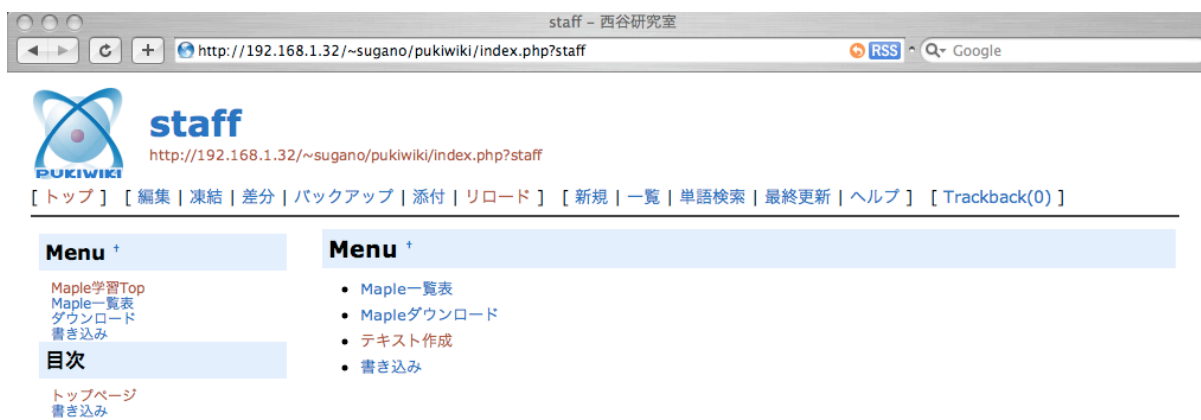 staff – 西谷研究室
http://192.168.1.32/~sugano/pukiwiki/index.php?staff
RSS
Google
staff
http://192.168.1.32/~sugano/pukiwiki/index.php?staff
PUKIWIKI
[ トップ ] [ 編集 | 凍結 | 差分 | バックアップ | 添付 | リロード ] [ 新規 | 一覧 | 単語検索 | 最終更新 | ヘルプ ] [ Trackback(0) ]
Menu †
Maple学習Top
Maple一覧表
ダウンロード
書き込み
目次
トップページ
書き込み
Menu †
• Maple一覧表
• Mapleダウンロード
• テキスト作成
• 書き込み